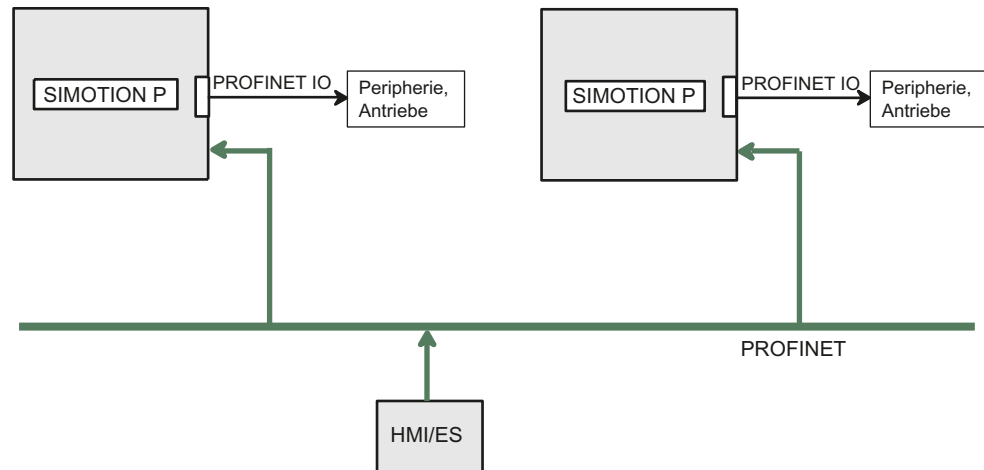 SIMOTION P
PROFINET IO
Peripherie,
Antriebe
SIMOTION P
PROFINET IO
Peripherie,
Antriebe
PROFINET
HMI/ES